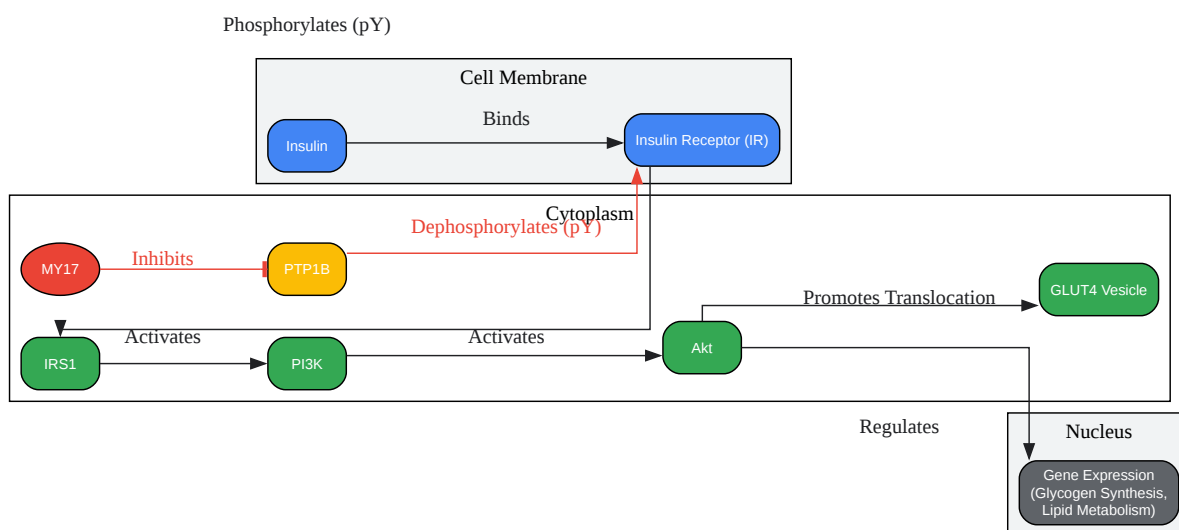 Phosphorylates (pY)
Cell Membrane
Binds
Insulin
Insulin Receptor (IR)
Cytoplasm
Dephosphorylates (pY)
MY17
Inhibits
PTP1B
GLUT4 Vesicle
Promotes Translocation
Activates
Activates
IRS1
PI3K
Akt
Regulates
Nucleus
Gene Expression
(Glycogen Synthesis,
Lipid Metabolism)